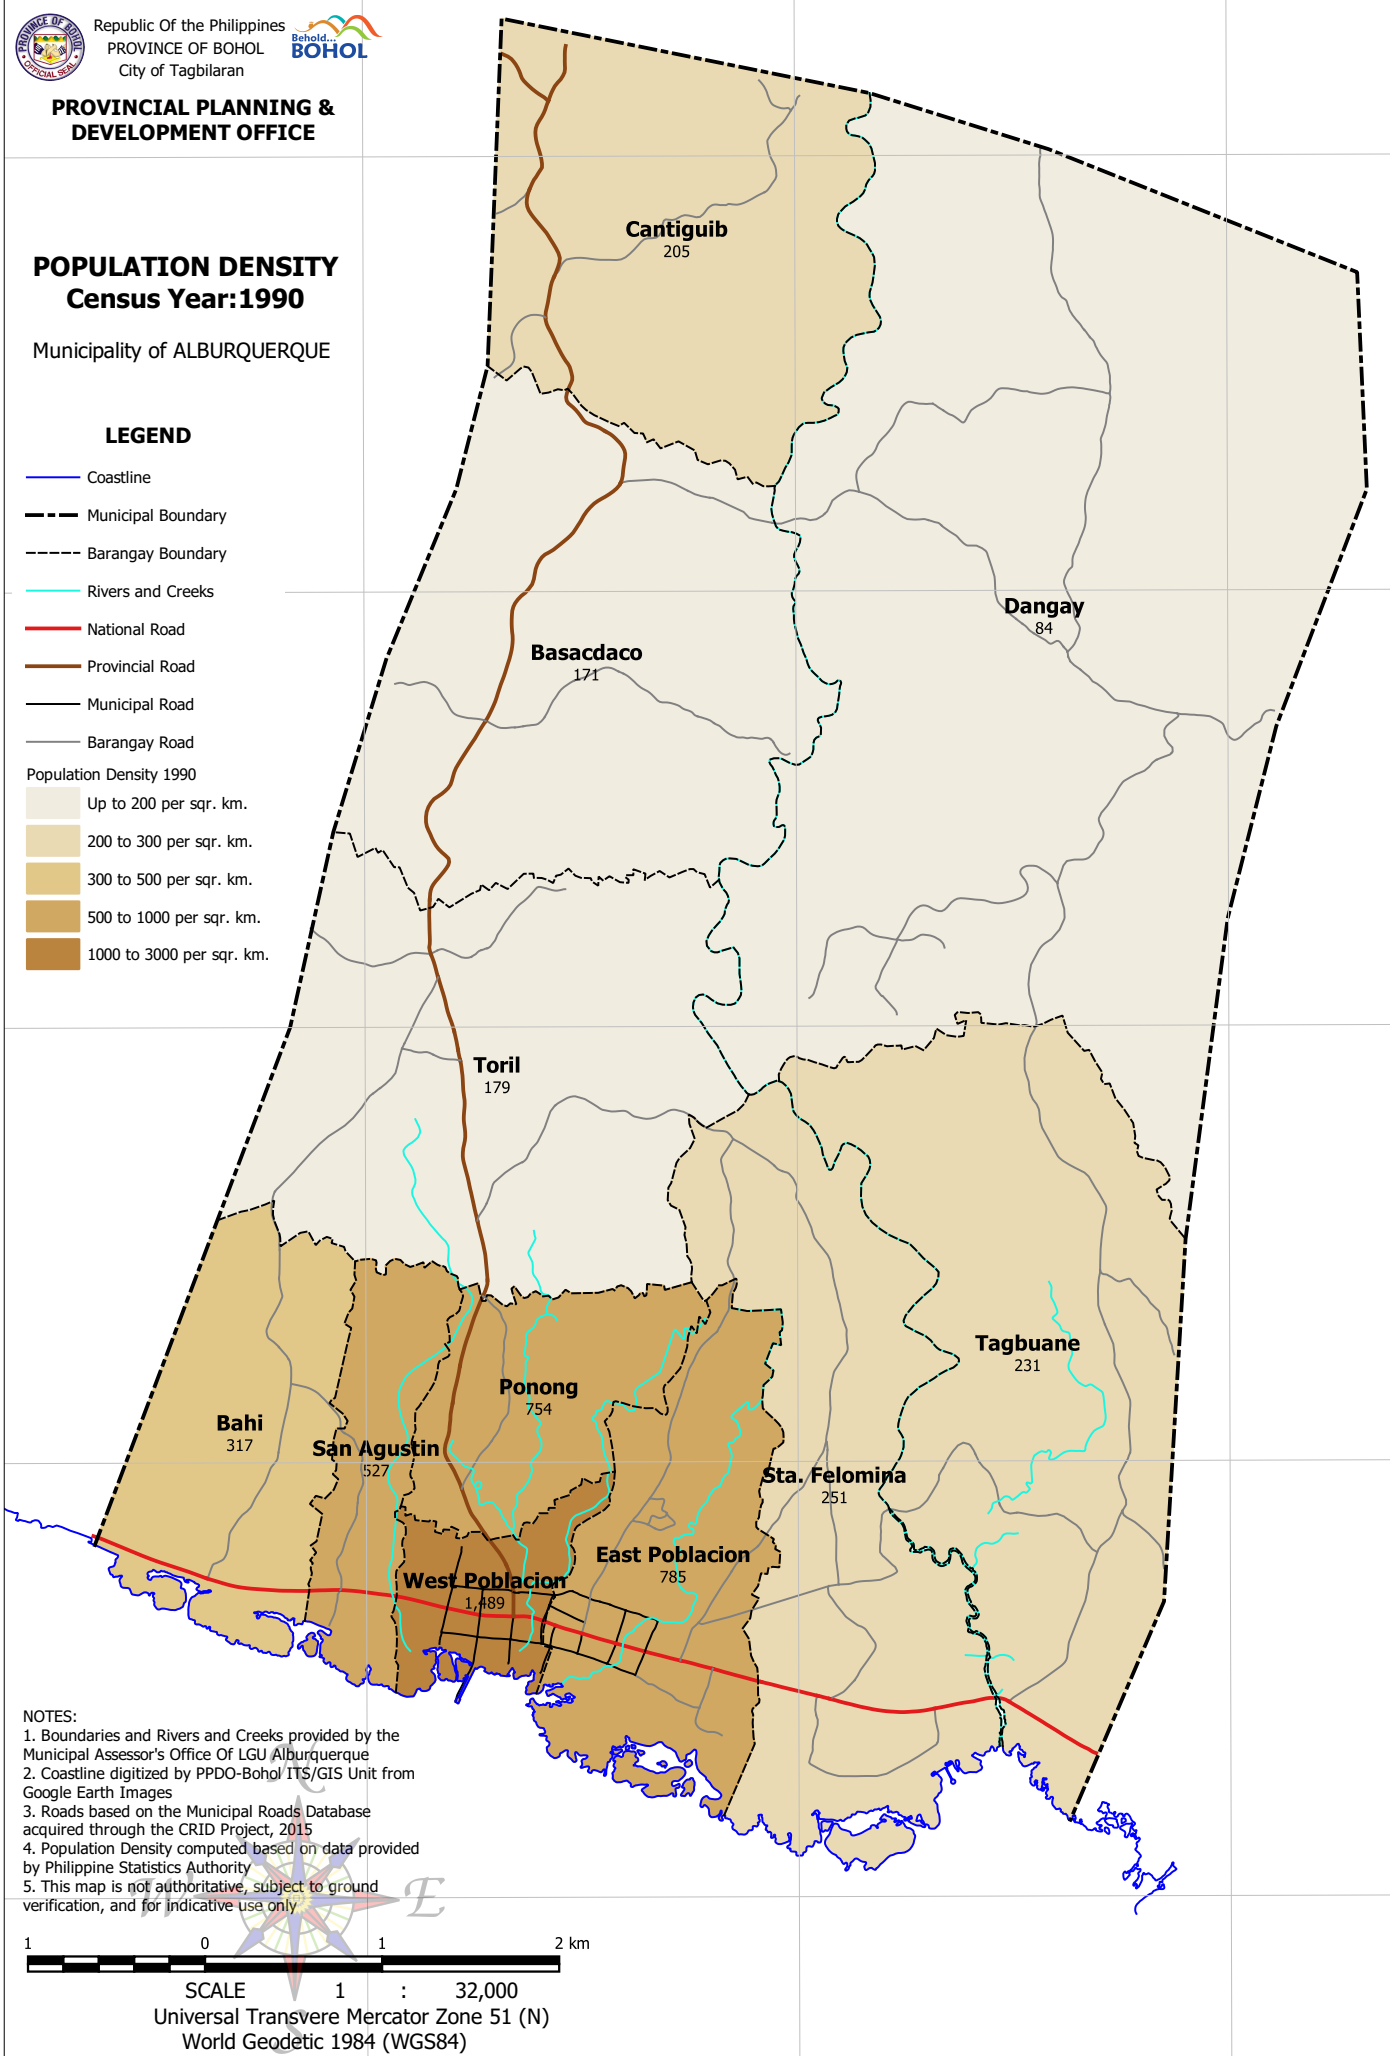 Republic Of the Philippines
PROVINCE OF BOHOL
City of Tagbilaran
PROVINCE OF BOHOL
OFFICIAL SEAL
Behold...
BOHOL
PROVINCIAL PLANNING &
DEVELOPMENT OFFICE
POPULATION DENSITY
Census Year:1990
Municipality of ALBURQUERQUE
LEGEND
Coastline
Municipal Boundary
Barangay Boundary
Rivers and Creeks
National Road
Provincial Road
Municipal Road
Barangay Road
Population Density 1990
Up to 200 per sqr. km.
200 to 300 per sqr. km.
300 to 500 per sqr. km.
500 to 1000 per sqr. km.
1000 to 3000 per sqr. km.
Cantiguib
205
Dangay
84
Basacdaco
171
Toril
179
Tagbuane
231
Ponong
754
Bahi
317
San Agustin
527
Sta. Felomina
251
East Poblacion
785
West Poblacion
1,489
NOTES:
1. Boundaries and Rivers and Creeks provided by the
Municipal Assessor's Office Of LGU Alburquerque
2. Coastline digitized by PPDO-Bohol ITS/GIS Unit from
Google Earth Images
3. Roads based on the Municipal Roads Database
acquired through the CRID Project, 2015
4. Population Density computed based on data provided
by Philippine Statistics Authority
5. This map is not authoritative, subject to ground
verification, and for indicative use only
N
W
E
S
1 0 1 2 km
SCALE 1 : 32,000
Universal Transvere Mercator Zone 51 (N)
World Geodetic 1984 (WGS84)